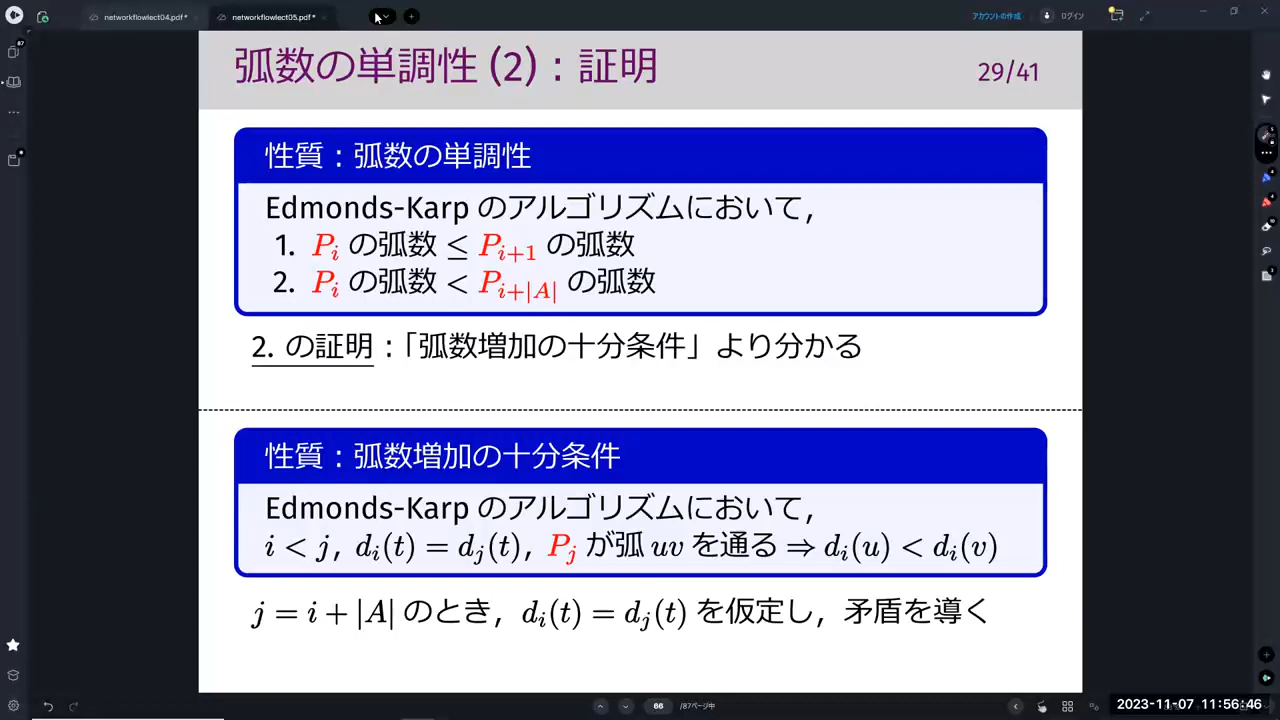 networkflowlect04.pdf*
networkflowlect05.pdf*
アカウントの作成
ログイン
弧数の単調性 (2)：証明
29/41
性質：弧数の単調性
Edmonds-Karp のアルゴリズムにおいて，
1. P_i の弧数 ≤ P_{i+1} の弧数
2. P_i の弧数 < P_{i+|A|} の弧数
2. の証明：「弧数増加の十分条件」より分かる
性質：弧数増加の十分条件
Edmonds-Karp のアルゴリズムにおいて，
i < j, d_i(t) = d_j(t), P_j が弧 uv を通る ⇒ d_i(u) < d_i(v)
j = i + |A| のとき，d_i(t) = d_j(t) を仮定し，矛盾を導く
66
/87ページ中
2023-11-07 11:56:46